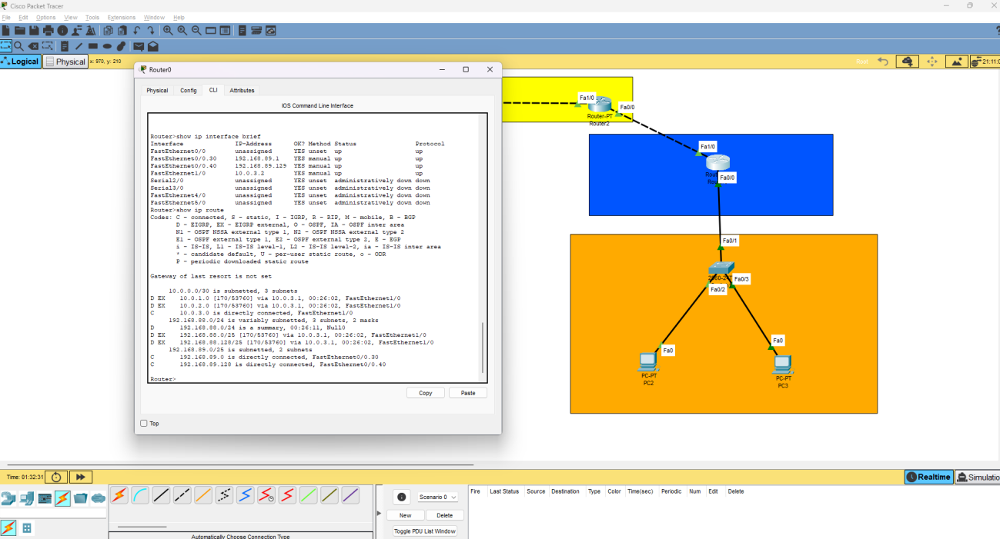 Cisco Packet Tracer
File Edit Options View Tools Extensions Window Help
Logical Physical x: 970, y: 210
Root 21:11:0
Router0
Physical Config CLI Attributes
IOS Command Line Interface
Router>show ip interface brief
Interface IP-Address OK? Method Status Protocol
FastEthernet0/0 unassigned YES unset up up
FastEthernet0/0.30 192.168.89.1 YES manual up up
FastEthernet0/0.40 192.168.89.129 YES manual up up
FastEthernet1/0 10.0.3.2 YES manual up up
Serial2/0 unassigned YES unset administratively down down
Serial3/0 unassigned YES unset administratively down down
FastEthernet4/0 unassigned YES unset administratively down down
FastEthernet5/0 unassigned YES unset administratively down down
Router>show ip route
Codes: C - connected, S - static, I - IGRP, R - RIP, M - mobile, B - BGP
D - EIGRP, EX - EIGRP external, O - OSPF, IA - OSPF inter area
N1 - OSPF NSSA external type 1, N2 - OSPF NSSA external type 2
E1 - OSPF external type 1, E2 - OSPF external type 2, E - EGP
i - IS-IS, L1 - IS-IS level-1, L2 - IS-IS level-2, ia - IS-IS inter area
* - candidate default, U - per-user static route, o - ODR
P - periodic downloaded static route
Gateway of last resort is not set
10.0.0.0/30 is subnetted, 3 subnets
D EX 10.0.1.0 [170/53760] via 10.0.3.1, 00:26:02, FastEthernet1/0
D EX 10.0.2.0 [170/53760] via 10.0.3.1, 00:26:02, FastEthernet1/0
C 10.0.3.0 is directly connected, FastEthernet1/0
192.168.88.0/24 is variably subnetted, 3 subnets, 2 masks
D 192.168.88.0/24 is a summary, 00:26:11, Null0
D EX 192.168.88.0/25 [170/53760] via 10.0.3.1, 00:26:02, FastEthernet1/0
D EX 192.168.88.128/25 [170/53760] via 10.0.3.1, 00:26:02, FastEthernet1/0
192.168.89.0/25 is subnetted, 2 subnets
C 192.168.89.0 is directly connected, FastEthernet0/0.30
C 192.168.89.128 is directly connected, FastEthernet0/0.40
Router>
Copy Paste
Top
Fa1/0
Fa0/0
Router-PT
Router2
Fa1/0
Fa0/0
Fa0/1
Fa0/3
Fa0/2
Fa0
Fa0
PC-PT
PC2
PC-PT
PC3
Time: 01:32:31
Realtime Simulatio
Scenario 0
New Delete
Toggle PDU List Window
Fire Last Status Source Destination Type Color Time(sec) Periodic Num Edit Delete
Automatically Choose Connection Type